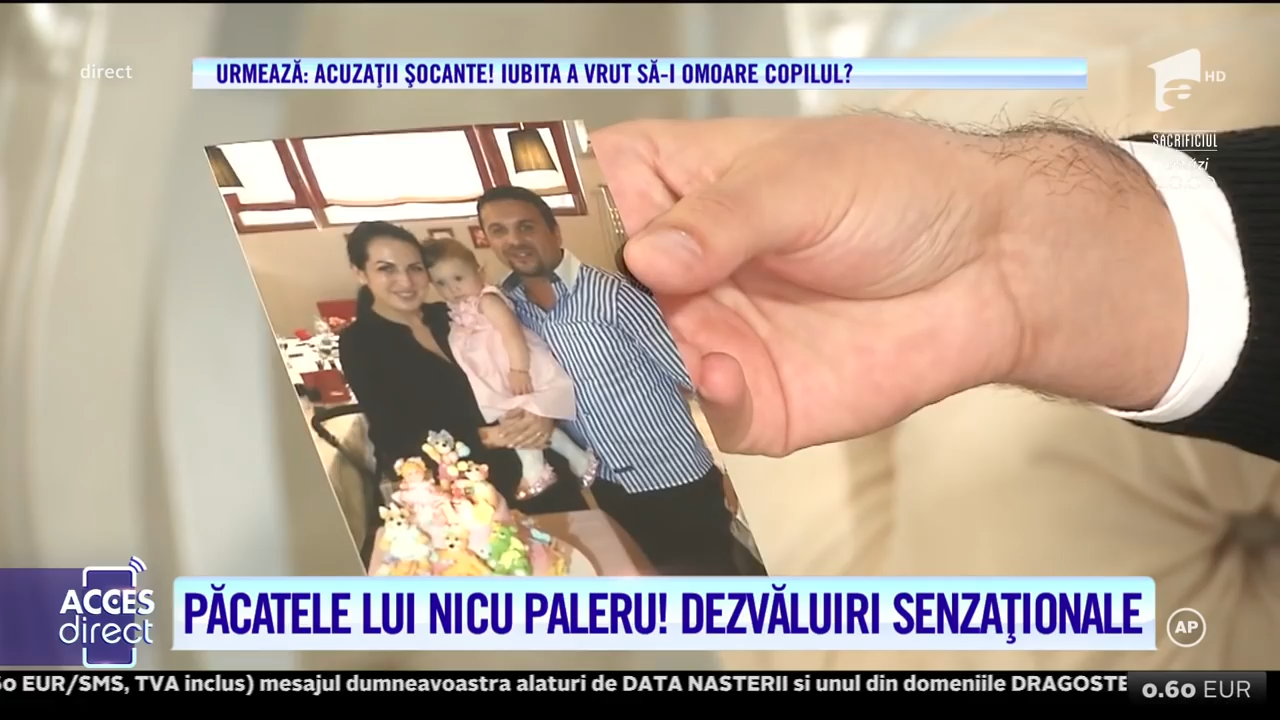 direct
URMEAZĂ: ACUZAŢII ŞOCANTE! IUBITA A VRUT SĂ-I OMOARE COPILUL?
HD
SACRIFICIUL
ACCES
direct
PĂCATELE LUI NICU PALERU! DEZVĂLUIRI SENZAŢIONALE
AP
EUR/SMS, TVA inclus) mesajul dumneavoastra alaturi de DATA NASTERII si unul din domeniile DRAGOSTE
0.60 EUR